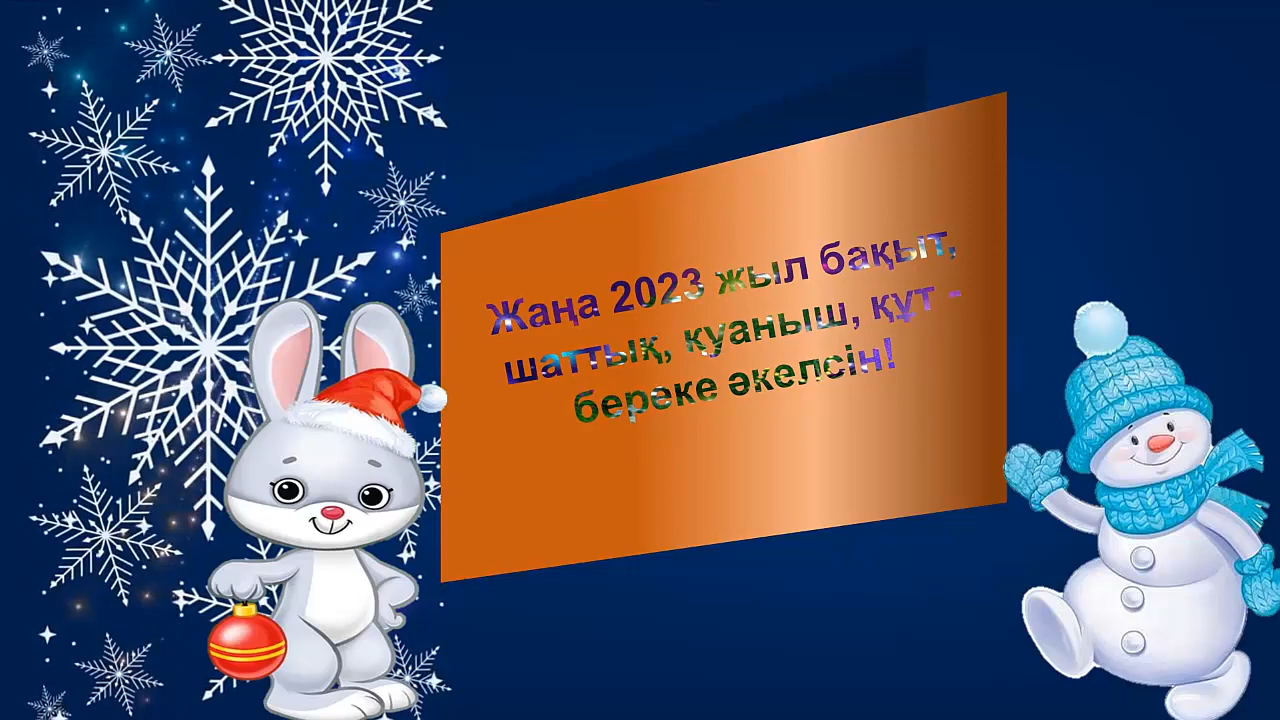 Жаңа 2023 жыл бақыт,
шаттық, қуаныш, құт -
береке әкелсін!